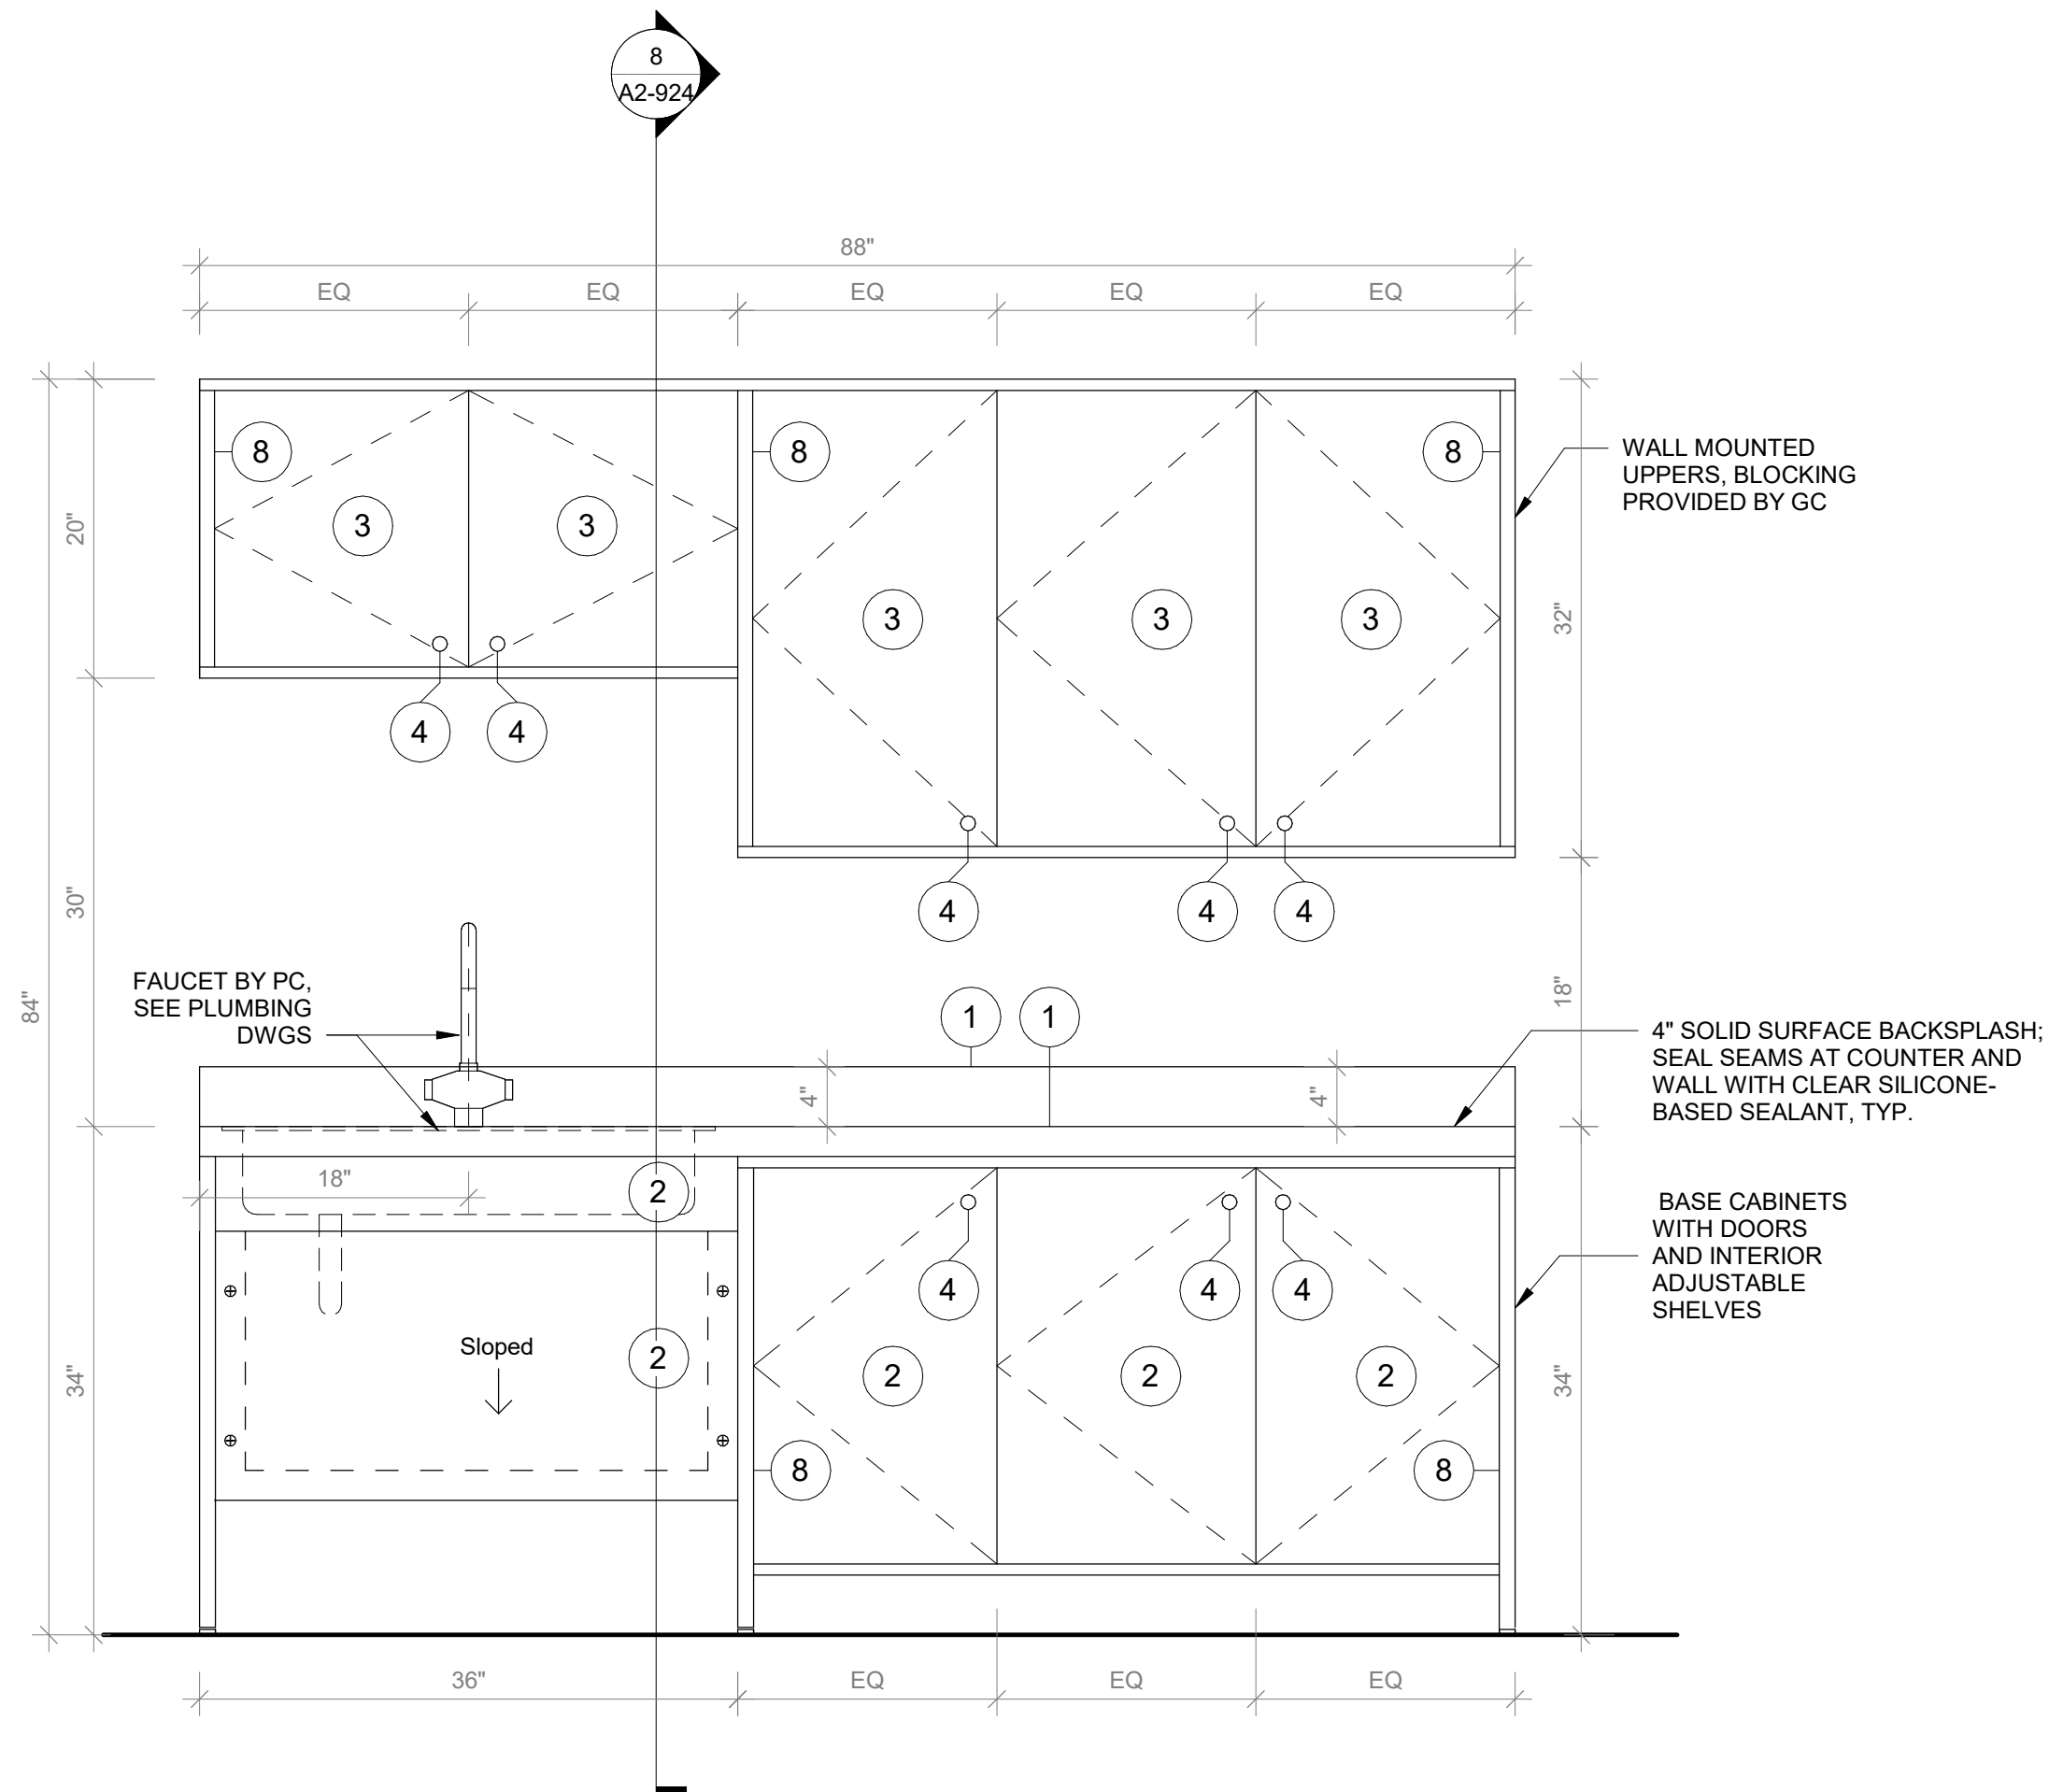 8
A2-924
88"
EQ
EQ
EQ
EQ
EQ
8
8
8
WALL MOUNTED
UPPERS, BLOCKING
PROVIDED BY GC
20"
3
3
3
3
3
32"
4
4
30"
4
4
4
84"
FAUCET BY PC,
SEE PLUMBING
DWGS
1
1
18"
4"
4"
4" SOLID SURFACE BACKSPLASH;
SEAL SEAMS AT COUNTER AND
WALL WITH CLEAR SILICONE-
BASED SEALANT, TYP.
18"
2
BASE CABINETS
WITH DOORS
AND INTERIOR
ADJUSTABLE
SHELVES
4
4
4
34"
Sloped
2
2
2
2
34"
8
8
36"
EQ
EQ
EQ